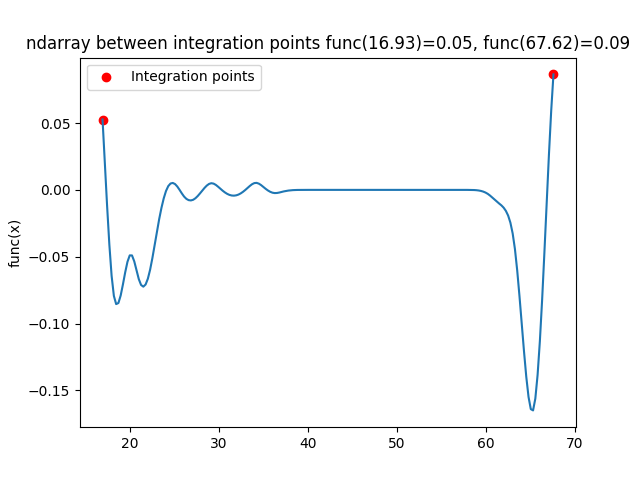 ndarray between integration points func(16.93)=0.05, func(67.62)=0.09
Integration points
func(x)
0.05
0.00
−0.05
−0.10
−0.15
20 30 40 50 60 70